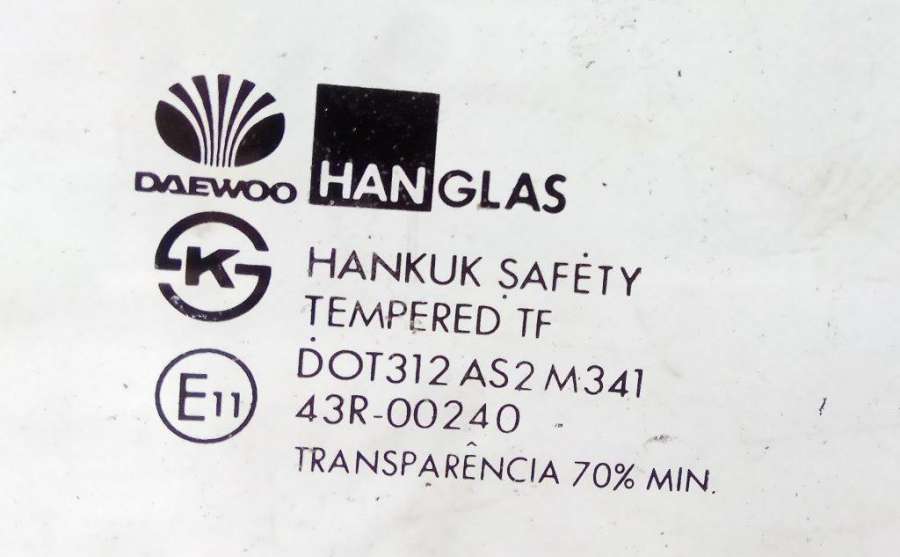 DAEWOO HANGLAS
K HANKUK SAFETY
TEMPERED TF
DOT312 AS2 M341
E11 43R-00240
TRANSPARÊNCIA 70% MIN.